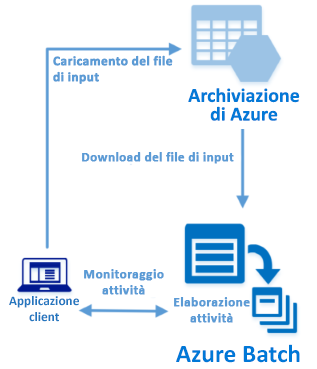 Caricamento del file
di input
Archiviazione
di Azure
Download del file di input
Monitoraggio
attività
Applicazione
client
Elaborazione
attività
Azure Batch